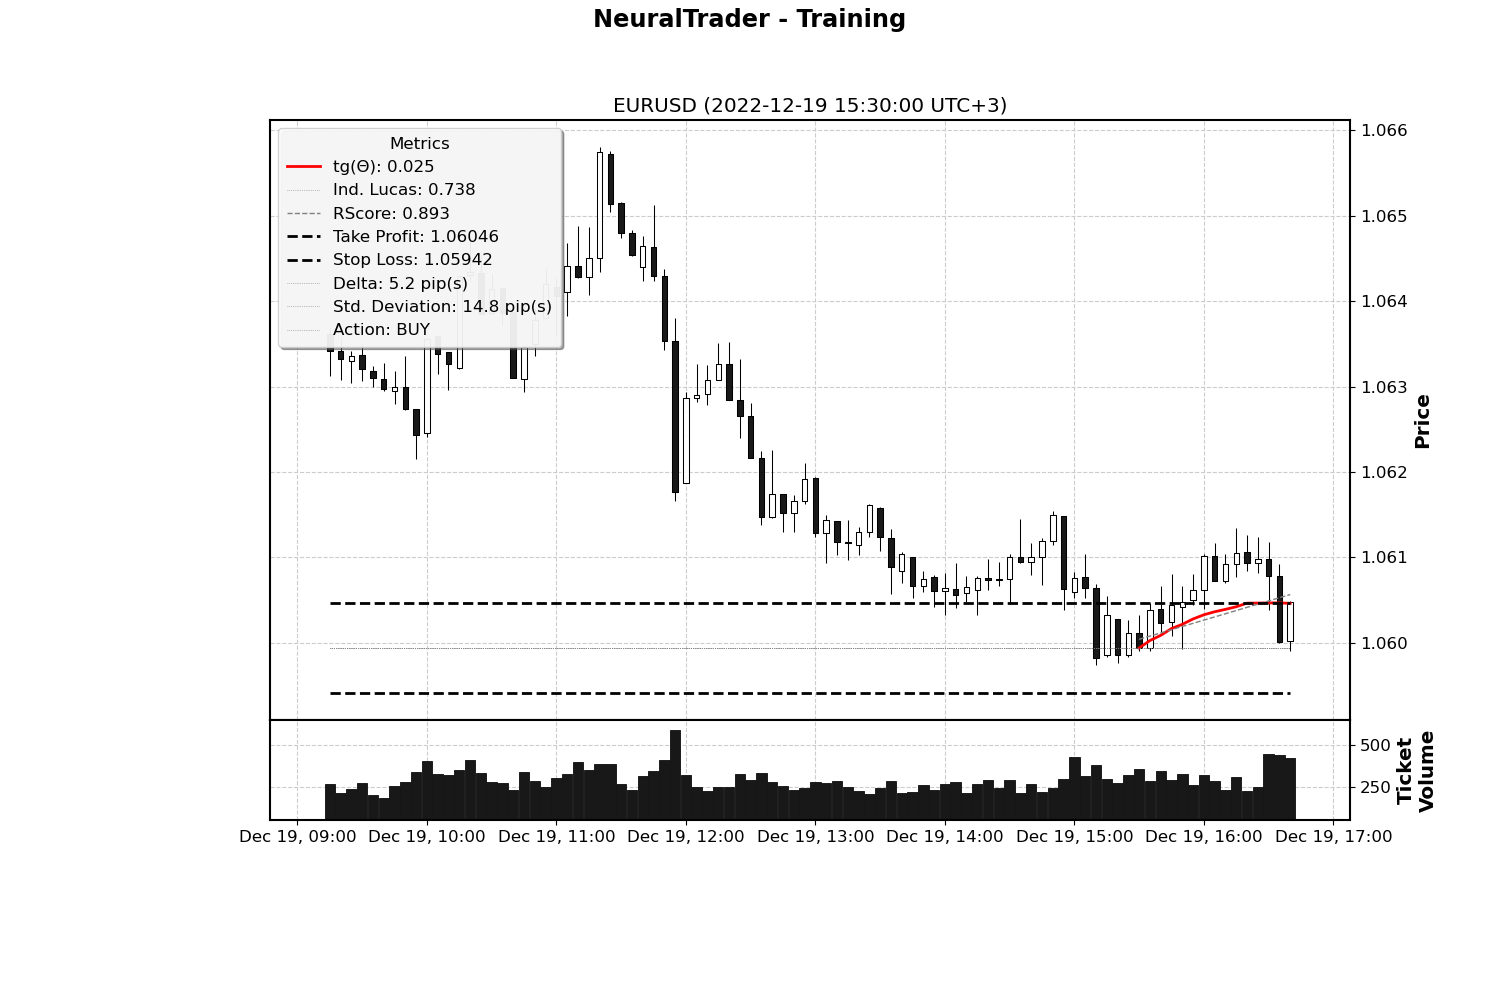 NeuralTrader - Training
EURUSD (2022-12-19 15:30:00 UTC+3)
Metrics
tg(Θ): 0.025
Ind. Lucas: 0.738
RScore: 0.893
Take Profit: 1.06046
Stop Loss: 1.05942
Delta: 5.2 pip(s)
Std. Deviation: 14.8 pip(s)
Action: BUY
1.066
1.065
1.064
1.063
1.062
1.061
1.060
Price
500
250
Ticket
Volume
Dec 19, 09:00 Dec 19, 10:00 Dec 19, 11:00 Dec 19, 12:00 Dec 19, 13:00 Dec 19, 14:00 Dec 19, 15:00 Dec 19, 16:00 Dec 19, 17:00